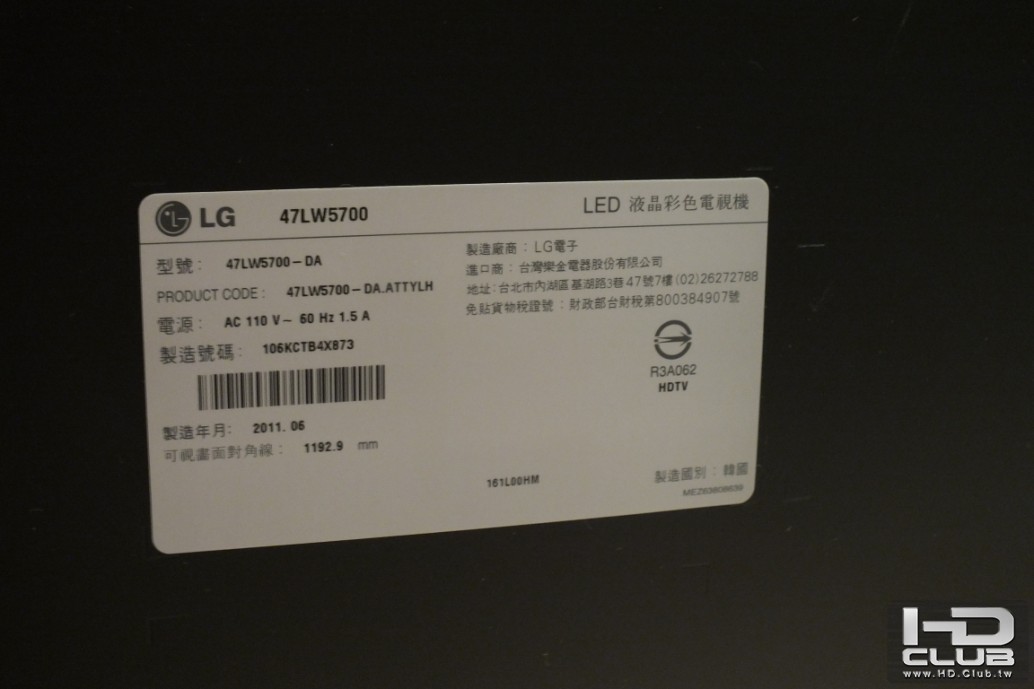 LG 47LW5700 LED 液晶彩色電視機
型號: 47LW5700-DA
PRODUCT CODE: 47LW5700-DA.ATTYLH
電源: AC 110 V~ 60 Hz 1.5 A
製造號碼: 106KCTB4X873
製造年月: 2011. 06
可視畫面對角線: 1192.9 mm
製造廠商: LG電子
進口商: 台灣樂金電器股份有限公司
地址: 台北市內湖區基湖路3巷47號7樓(02)26272788
免貼貨物稅證號: 財政部台財稅第800384907號
R3A062
HDTV
161L00HM
製造國別: 韓國
HD
CLUB
www.HD.Club.tw